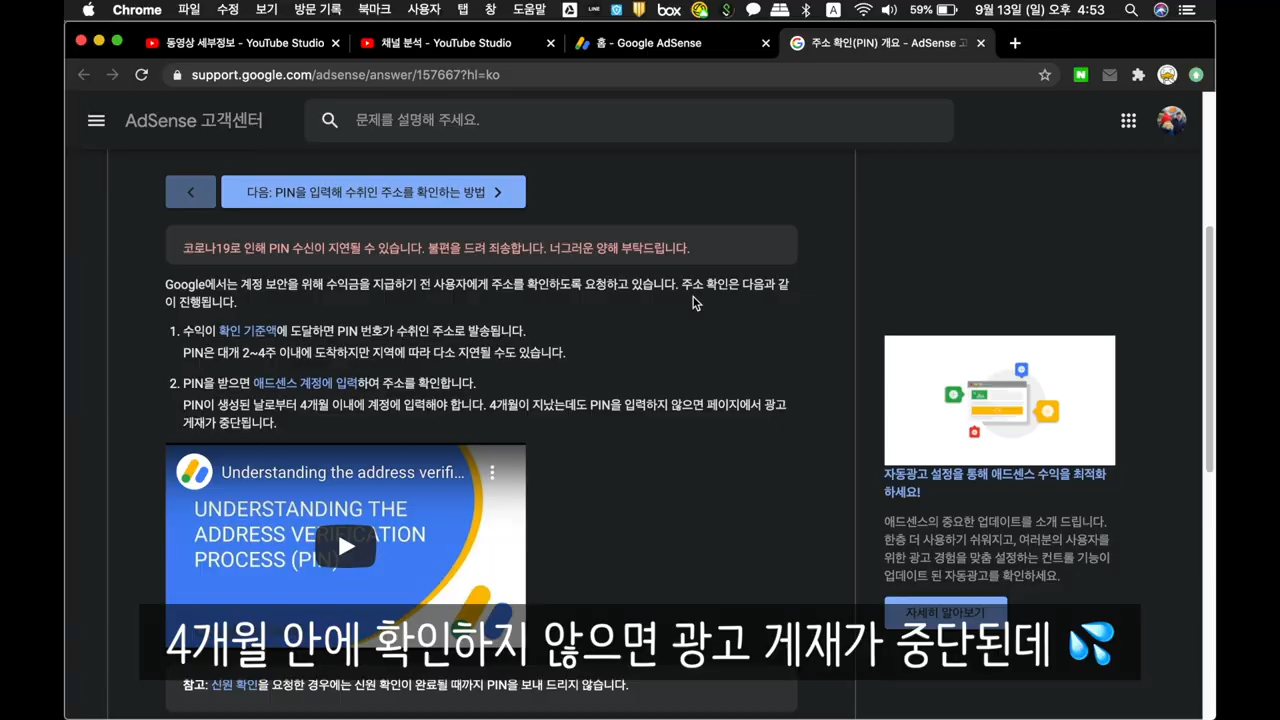 Chrome 파일 수정 보기 방문 기록 북마크 사용자 탭 창 도움말 LINE box A 59% 9월 13일 (일) 오후 4:53
동영상 세부정보 - YouTube Studio 채널 분석 - YouTube Studio 홈 - Google AdSense 주소 확인(PIN) 개요 - AdSense 고
support.google.com/adsense/answer/157667?hl=ko
AdSense 고객센터 문제를 설명해 주세요.
다음: PIN을 입력해 수취인 주소를 확인하는 방법
코로나19로 인해 PIN 수신이 지연될 수 있습니다. 불편을 드려 죄송합니다. 너그러운 양해 부탁드립니다.
Google에서는 계정 보안을 위해 수익금을 지급하기 전 사용자에게 주소를 확인하도록 요청하고 있습니다. 주소 확인은 다음과 같
이 진행됩니다.
1. 수익이 확인 기준액에 도달하면 PIN 번호가 수취인 주소로 발송됩니다.
PIN은 대개 2~4주 이내에 도착하지만 지역에 따라 다소 지연될 수도 있습니다.
2. PIN을 받으면 애드센스 계정에 입력하여 주소를 확인합니다.
PIN이 생성된 날로부터 4개월 이내에 계정에 입력해야 합니다. 4개월이 지났는데도 PIN을 입력하지 않으면 페이지에서 광고
게재가 중단됩니다.
Understanding the address verifi...
UNDERSTANDING THE
ADDRESS VERIFICATION
PROCESS (PIN)
자동광고 설정을 통해 애드센스 수익을 최적화
하세요!
애드센스의 중요한 업데이트를 소개 드립니다.
한층 더 사용하기 쉬워지고, 여러분의 사용자를
위한 광고 경험을 맞춤 설정하는 컨트롤 기능이
업데이트 된 자동광고를 확인하세요.
자세히 알아보기
4개월 안에 확인하지 않으면 광고 게재가 중단된데 💦
참고: 신원 확인을 요청한 경우에는 신원 확인이 완료될 때까지 PIN을 보내 드리지 않습니다.